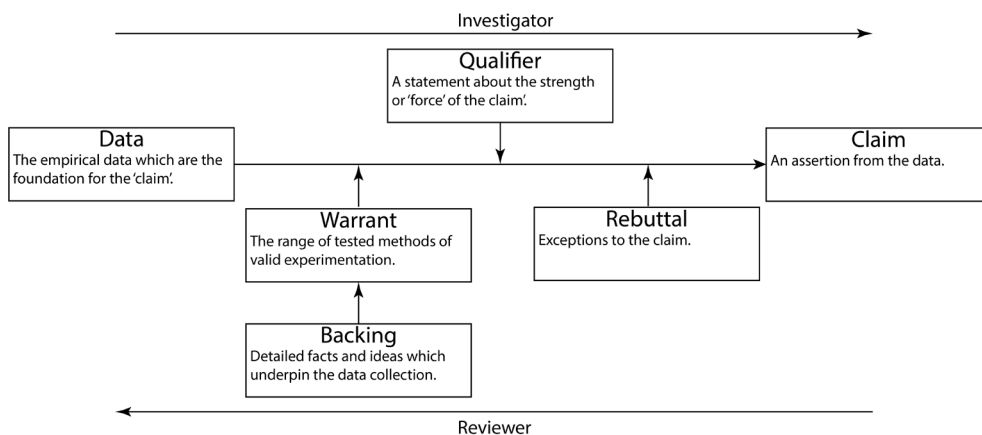 Investigator
Qualifier
A statement about the strength
or 'force' of the claim'.
Data
The empirical data which are the
foundation for the 'claim'.
Claim
An assertion from the data.
Warrant
The range of tested methods of
valid experimentation.
Rebuttal
Exceptions to the claim.
Backing
Detailed facts and ideas which
underpin the data collection.
Reviewer